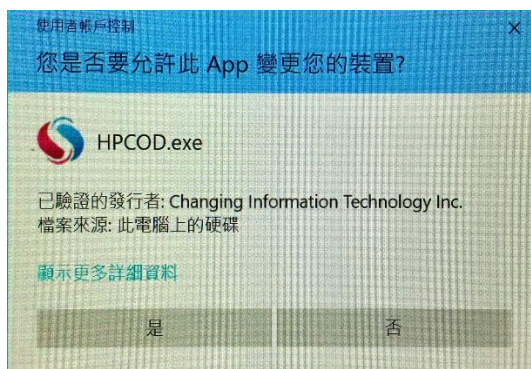 使用者帳戶控制
您是否要允許此 App 變更您的裝置?
HPCOD.exe
已驗證的發行者: Changing Information Technology Inc.
檔案來源: 此電腦上的硬碟
顯示更多詳細資料
是
否